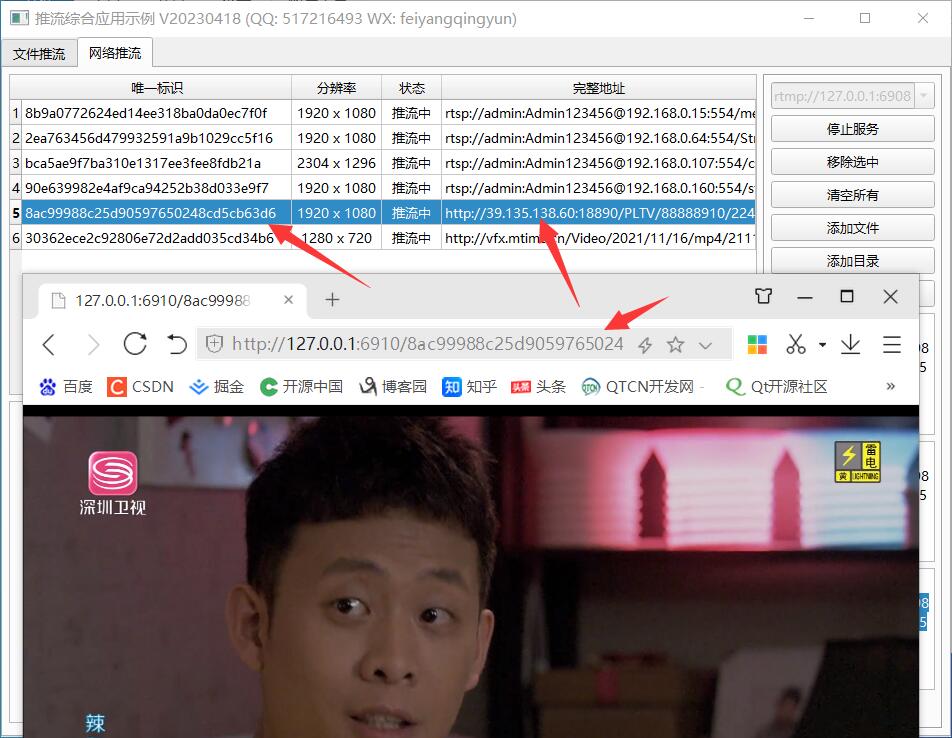 推流综合应用示例 V20230418 (QQ: 517216493 WX: feiyangqingyun)
文件推流 网络推流
唯一标识 分辨率 状态 完整地址
1 8b9a0772624ed14ee318ba0da0ec7f0f 1920 x 1080 推流中 rtsp://admin:Admin123456@192.168.0.15:554/me
2 2ea763456d479932591a9b1029cc5f16 1920 x 1080 推流中 rtsp://admin:Admin123456@192.168.0.64:554/Str
3 bca5ae9f7ba310e1317ee3fee8fdb21a 2304 x 1296 推流中 rtsp://admin:Admin123456@192.168.0.107:554/c
4 90e639982e4af9ca94252b38d033e9f7 1920 x 1080 推流中 rtsp://admin:Admin123456@192.168.0.160:554/s
5 8ac99988c25d90597650248cd5cb63d6 1920 x 1080 推流中 http://39.135.138.60:18890/PLTV/88888910/224
6 30362ece2c92806e72d2add035cd34b6 1280 x 720 推流中 http://vfx.mtime.cn/Video/2021/11/16/mp4/2111
rtmp://127.0.0.1:6908
停止服务
移除选中
清空所有
添加文件
添加目录
127.0.0.1:6910/8ac99988
http://127.0.0.1:6910/8ac99988c25d9059765024
百度 CSDN 掘金 开源中国 博客园 知乎 头条 QTCN开发网 - Qt开源社区 »
深圳卫视
雷电
黄 LIGHTNING
辣